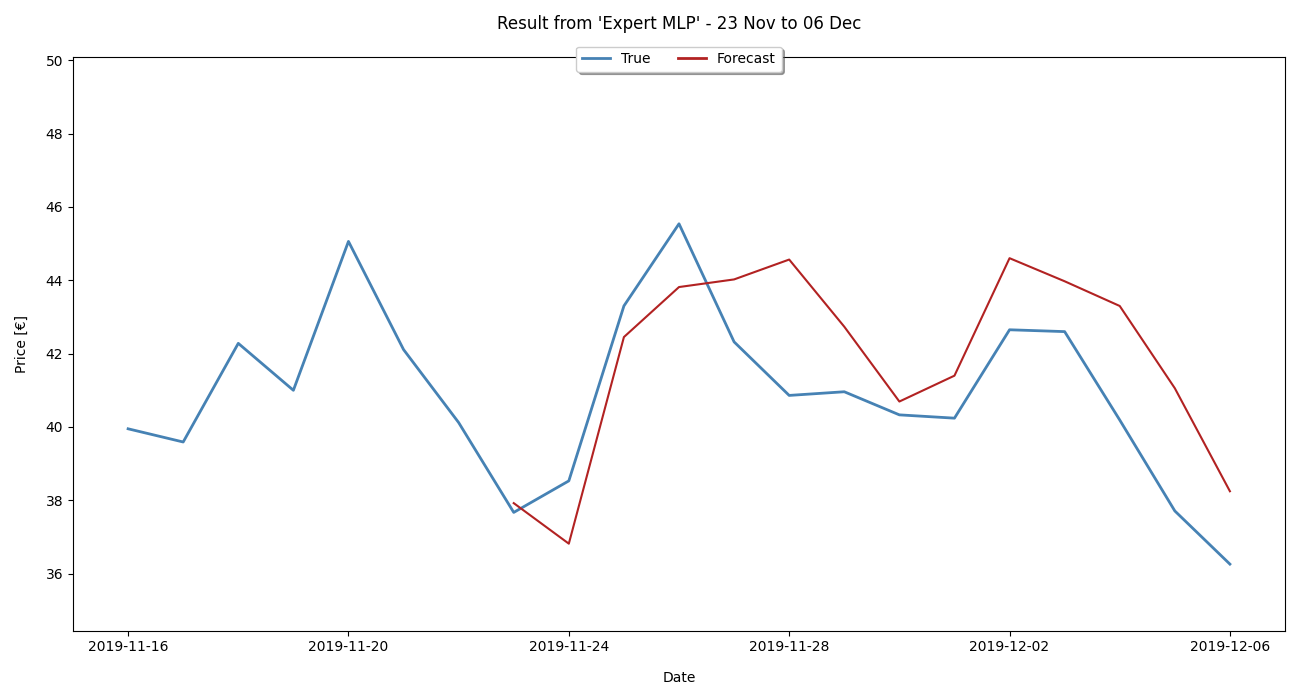 Result from 'Expert MLP' - 23 Nov to 06 Dec
True Forecast
50
48
46
44
42
40
38
36
Price [€]
2019-11-16 2019-11-20 2019-11-24 2019-11-28 2019-12-02 2019-12-06
Date